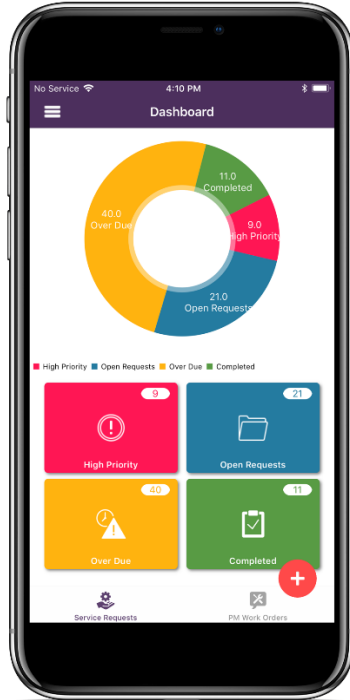 No Service
4:10 PM
Dashboard
11.0
Completed
40.0
Over Due
9.0
High Priority
21.0
Open Requests
High Priority Open Requests Over Due Completed
9
21
High Priority
Open Requests
40
11
Over Due
Completed
+
Service Requests
PM Work Orders